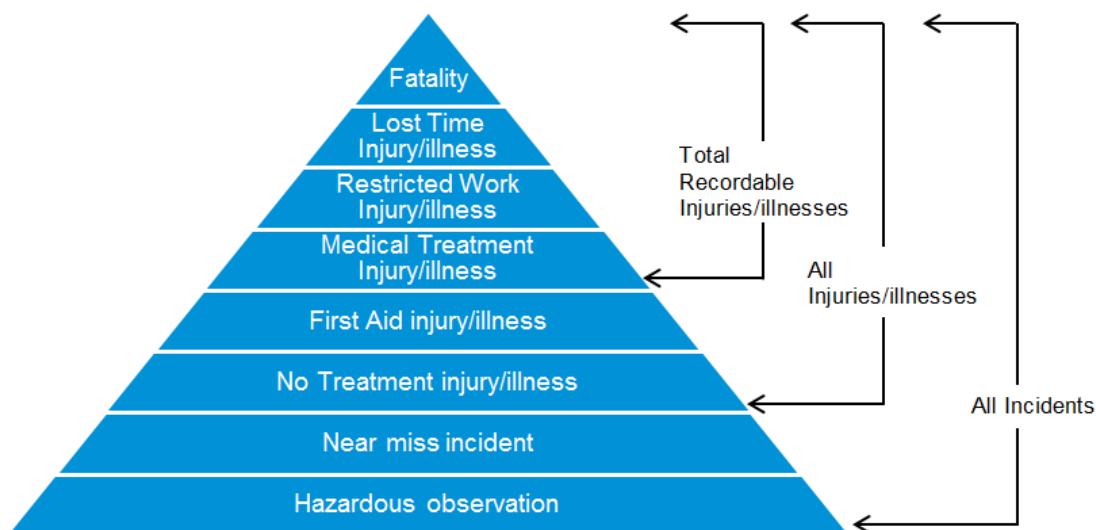 Fatality
Lost Time
Injury/illness
Restricted Work
Injury/illness
Medical Treatment
Injury/illness
First Aid injury/illness
No Treatment injury/illness
Near miss incident
Hazardous observation
Total
Recordable
Injuries/illnesses
All
Injuries/illnesses
All Incidents